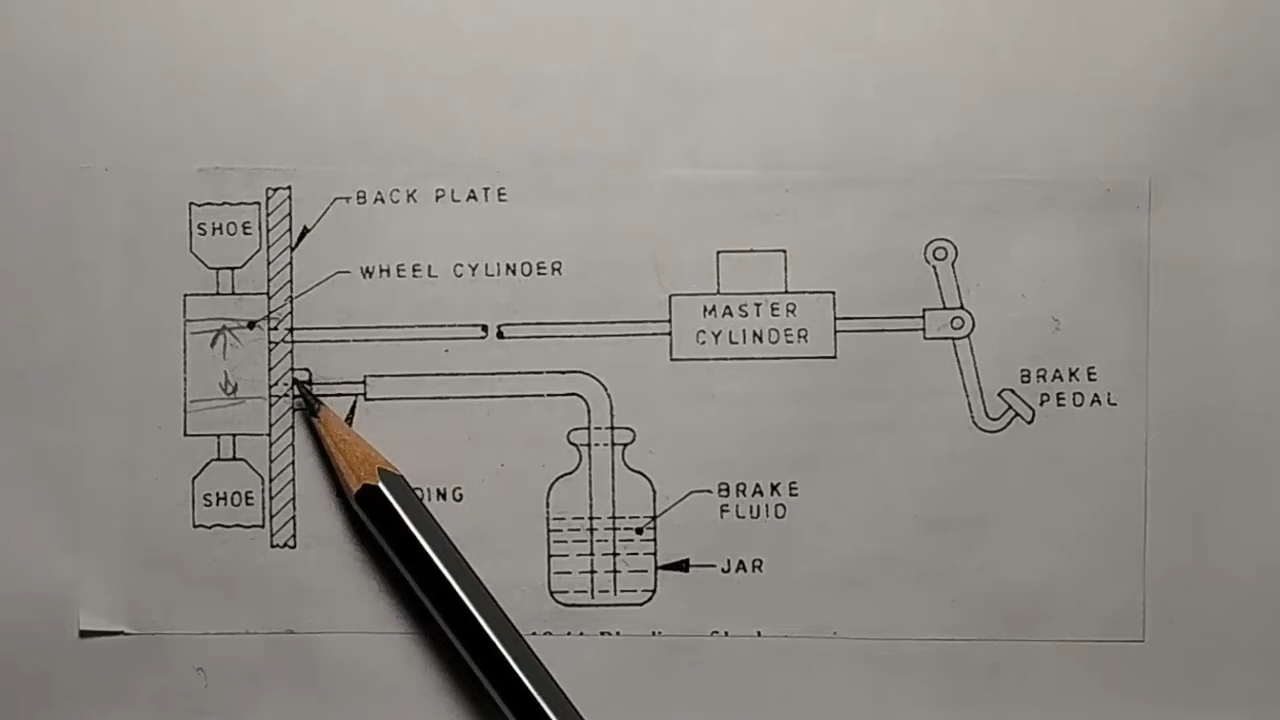 BACK PLATE
SHOE
WHEEL CYLINDER
MASTER
CYLINDER
BRAKE
PEDAL
SHOE
BRAKE
FLUID
JAR